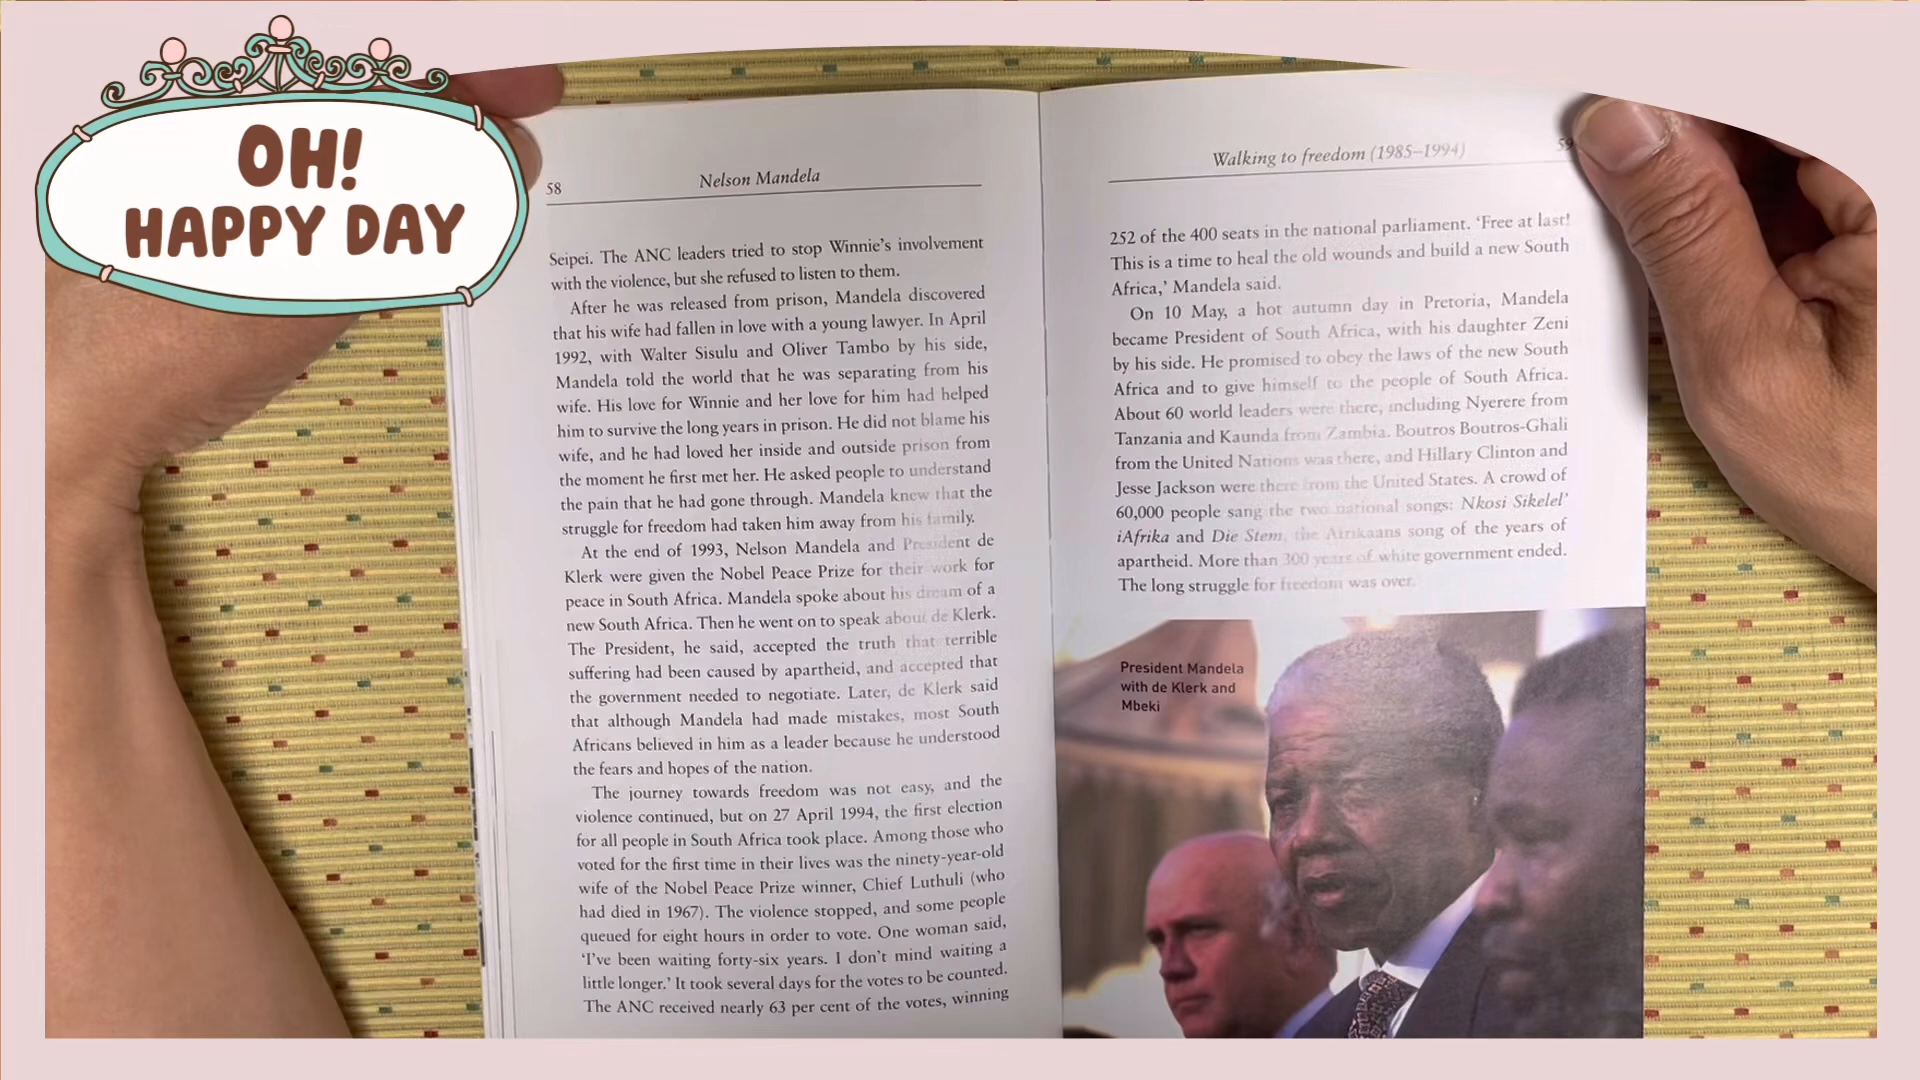 OH!
HAPPY DAY
58
Nelson Mandela
Seipei. The ANC leaders tried to stop Winnie's involvement
with the violence, but she refused to listen to them.
After he was released from prison, Mandela discovered
that his wife had fallen in love with a young lawyer. In April
1992, with Walter Sisulu and Oliver Tambo by his side,
Mandela told the world that he was separating from his
wife. His love for Winnie and her love for him had helped
him to survive the long years in prison. He did not blame his
wife, and he had loved her inside and outside prison from
the moment he first met her. He asked people to understand
the pain that he had gone through. Mandela knew that the
struggle for freedom had taken him away from his family.
At the end of 1993, Nelson Mandela and President de
Klerk were given the Nobel Peace Prize for their work for
peace in South Africa. Mandela spoke about his dream of a
new South Africa. Then he went on to speak about de Klerk.
The President, he said, accepted the truth that terrible
suffering had been caused by apartheid, and accepted that
the government needed to negotiate. Later, de Klerk said
that although Mandela had made mistakes, most South
Africans believed in him as a leader because he understood
the fears and hopes of the nation.
The journey towards freedom was not easy, and the
violence continued, but on 27 April 1994, the first election
for all people in South Africa took place. Among those who
voted for the first time in their lives was the ninety-year-old
wife of the Nobel Peace Prize winner, Chief Luthuli (who
had died in 1967). The violence stopped, and some people
queued for eight hours in order to vote. One woman said,
'I've been waiting forty-six years. I don't mind waiting a
little longer.' It took several days for the votes to be counted.
The ANC received nearly 63 per cent of the votes, winning
Walking to freedom (1985–1994)
59
252 of the 400 seats in the national parliament. 'Free at last!
This is a time to heal the old wounds and build a new South
Africa,' Mandela said.
On 10 May, a hot autumn day in Pretoria, Mandela
became President of South Africa, with his daughter Zeni
by his side. He promised to obey the laws of the new South
Africa and to give himself to the people of South Africa.
About 60 world leaders were there, including Nyerere from
Tanzania and Kaunda from Zambia. Boutros Boutros-Ghali
from the United Nations was there, and Hillary Clinton and
Jesse Jackson were there from the United States. A crowd of
60,000 people sang the two national songs: Nkosi Sikelel'
iAfrika and Die Stem, the Afrikaans song of the years of
apartheid. More than 300 years of white government ended.
The long struggle for freedom was over.
President Mandela
with de Klerk and
Mbeki